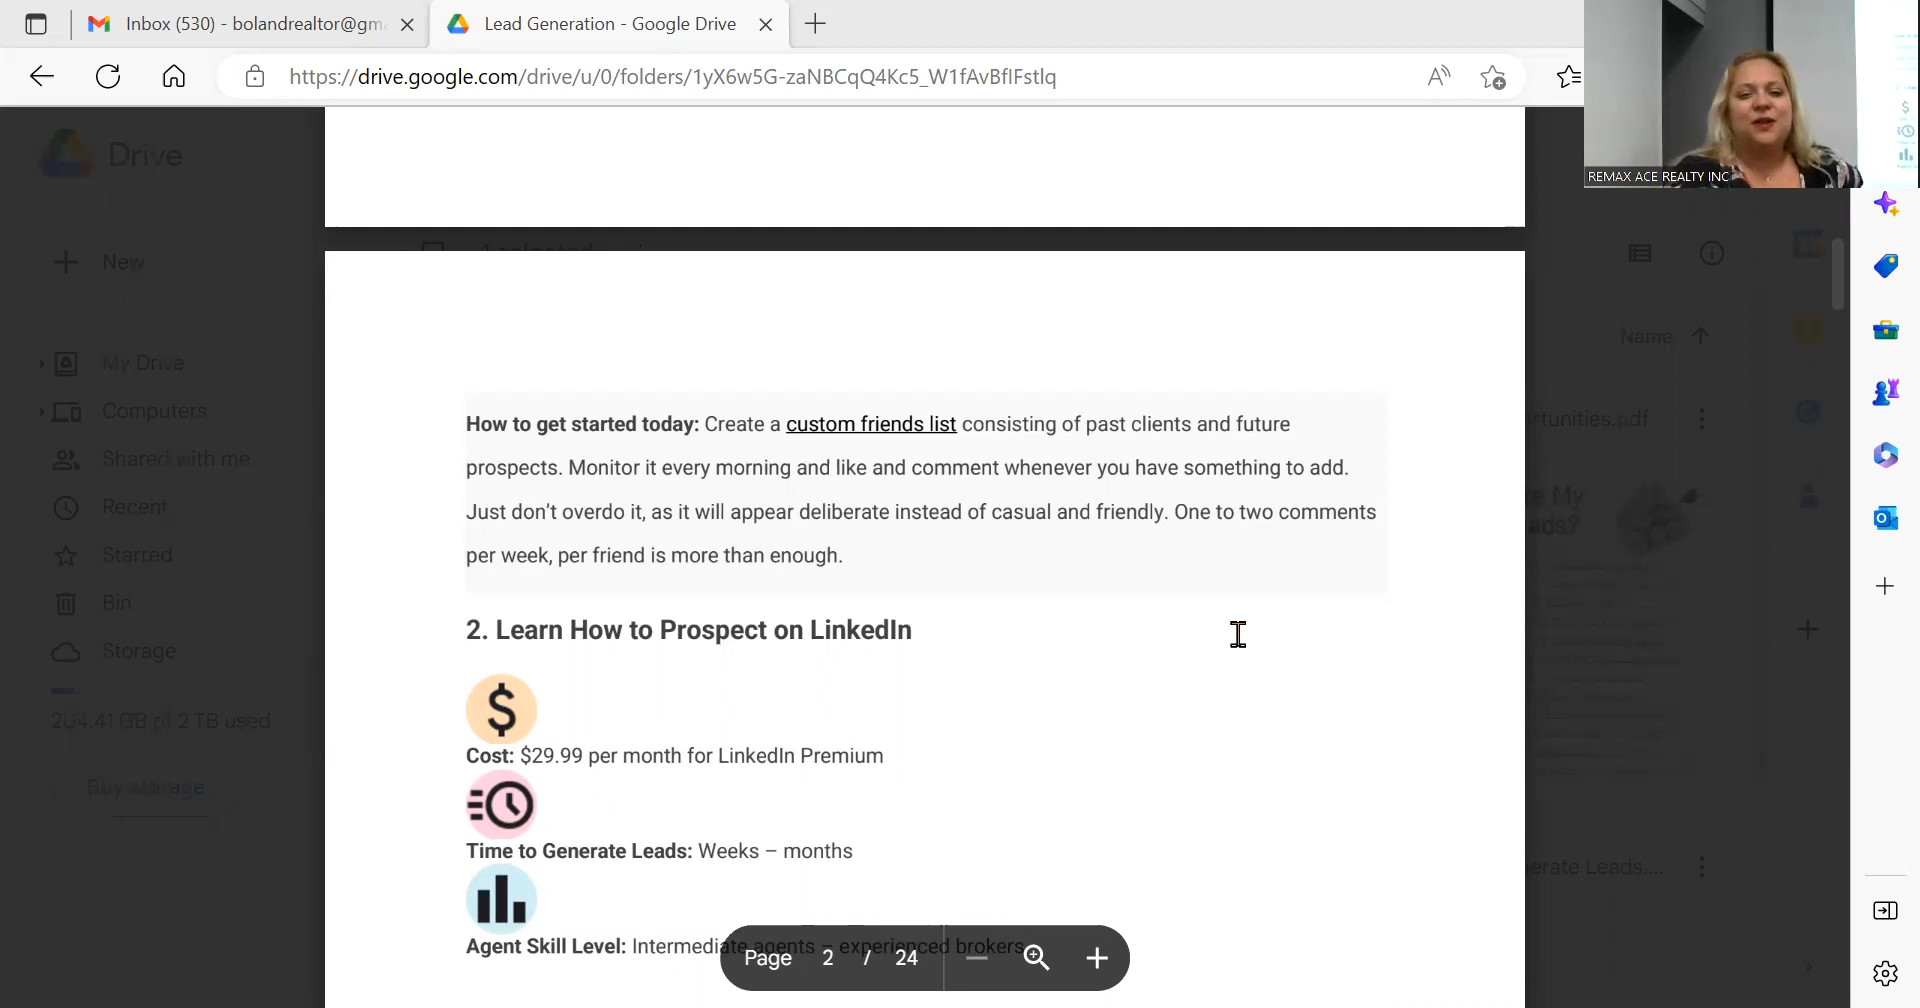 Inbox (530) - bolandrealtor@gm
Lead Generation - Google Drive
https://drive.google.com/drive/u/0/folders/1yX6w5G-zaNBCqQ4Kc5_W1fAvBfIFstlq
REMAX ACE REALTY INC
Drive
New
My Drive
Computers
Shared with me
Recent
Starred
Bin
Storage
204.41 GB of 2 TB used
Buy storage
1 selected
Name
rtunities.pdf
erate Leads....
How to get started today: Create a custom friends list consisting of past clients and future
prospects. Monitor it every morning and like and comment whenever you have something to add.
Just don’t overdo it, as it will appear deliberate instead of casual and friendly. One to two comments
per week, per friend is more than enough.
2. Learn How to Prospect on LinkedIn
Cost: $29.99 per month for LinkedIn Premium
Time to Generate Leads: Weeks – months
Agent Skill Level: Intermediate agents – experienced brokers
Page 2 / 24